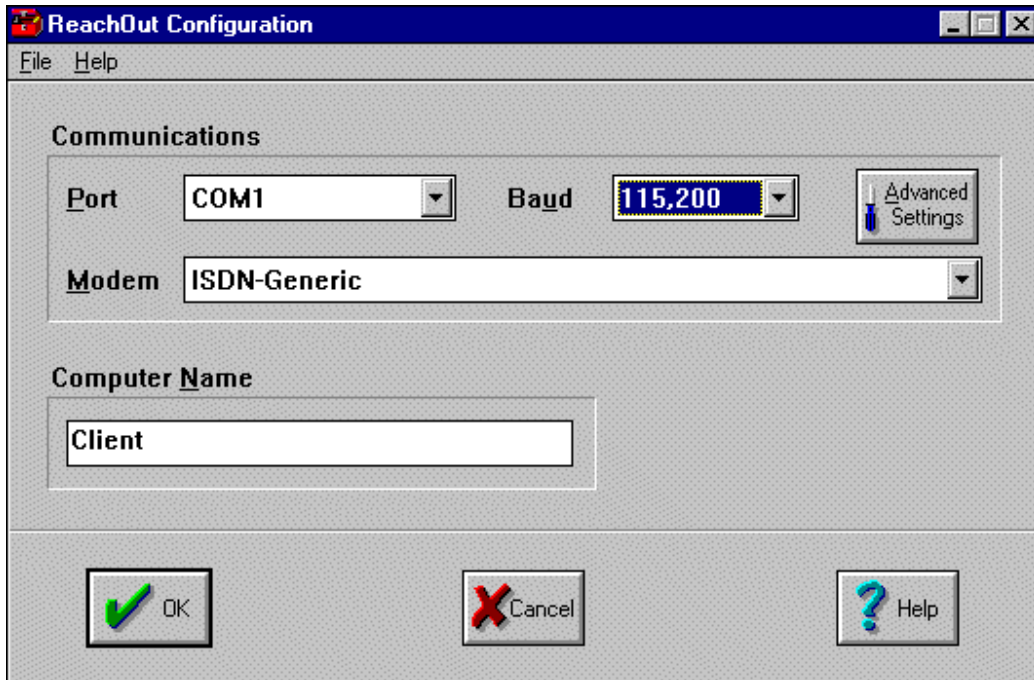 ReachOut Configuration
File Help
Communications
Port COM1 Baud 115,200 Advanced Settings
Modem ISDN-Generic
Computer Name
Client
OK Cancel Help